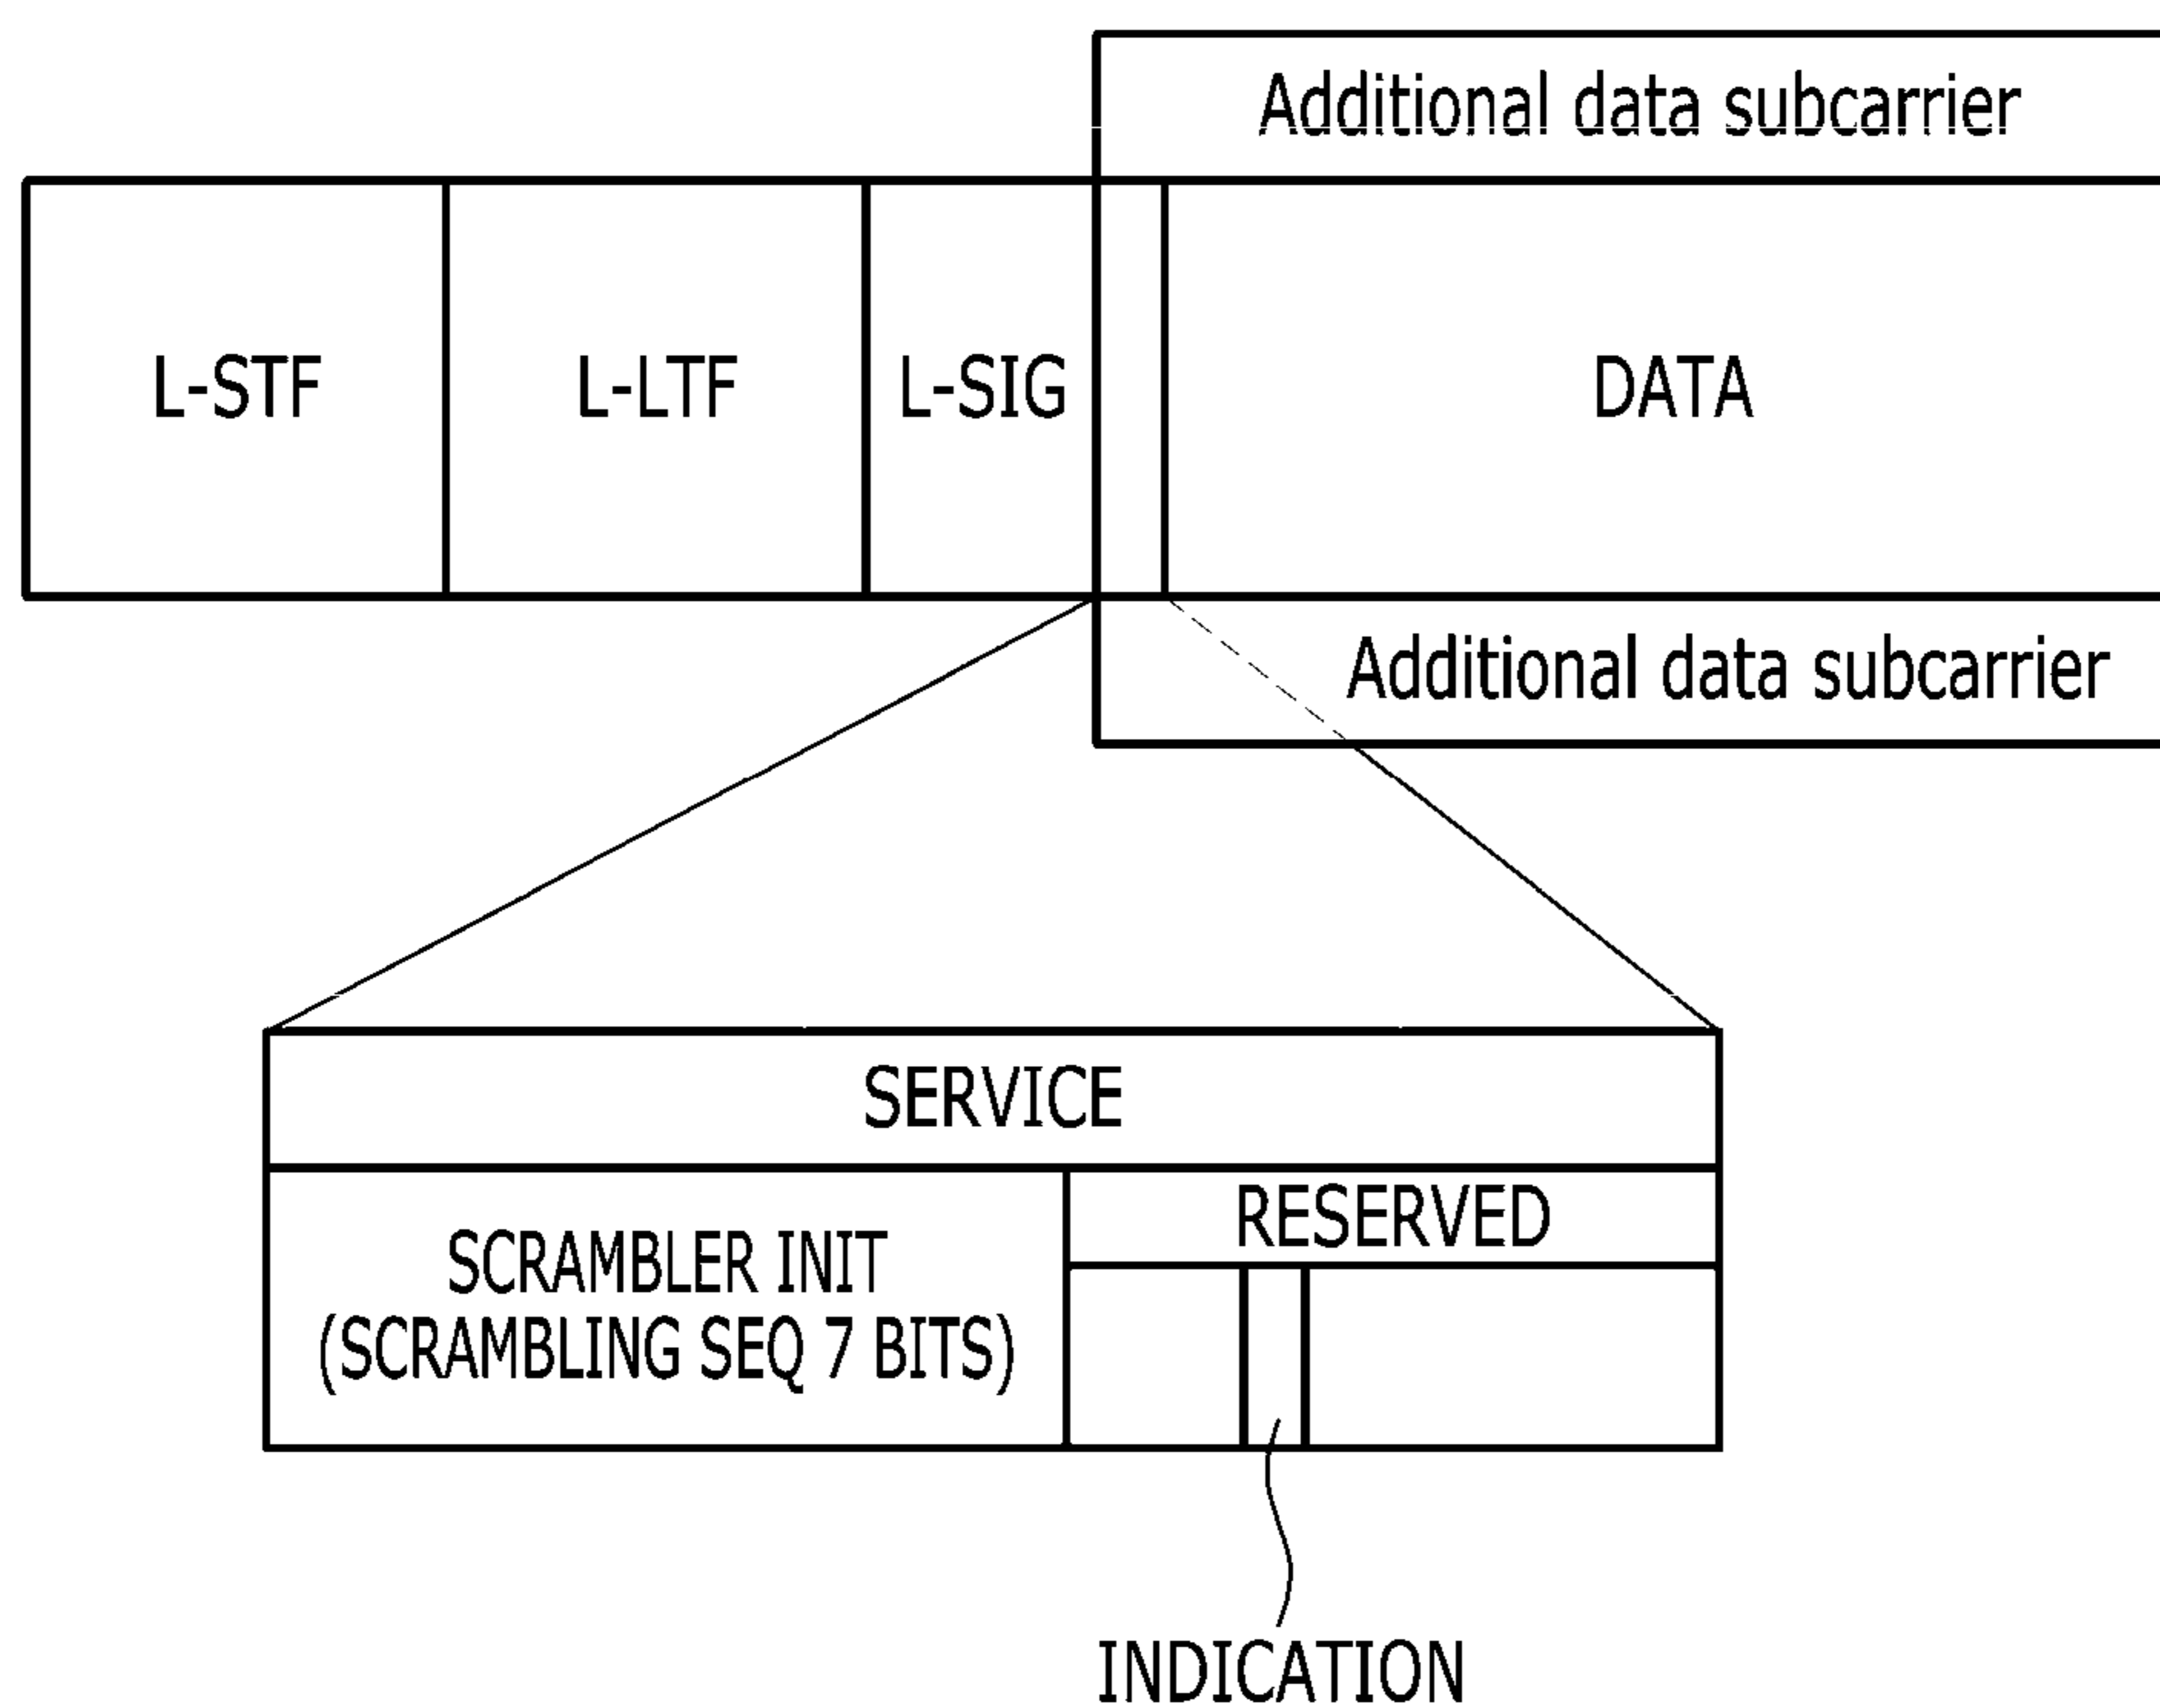 Additional data subcarrier
L-STF
L-LTF
L-SIG
DATA
Additional data subcarrier
SERVICE
SCRAMBLER INIT
(SCRAMBLING SEQ 7 BITS)
RESERVED
INDICATION